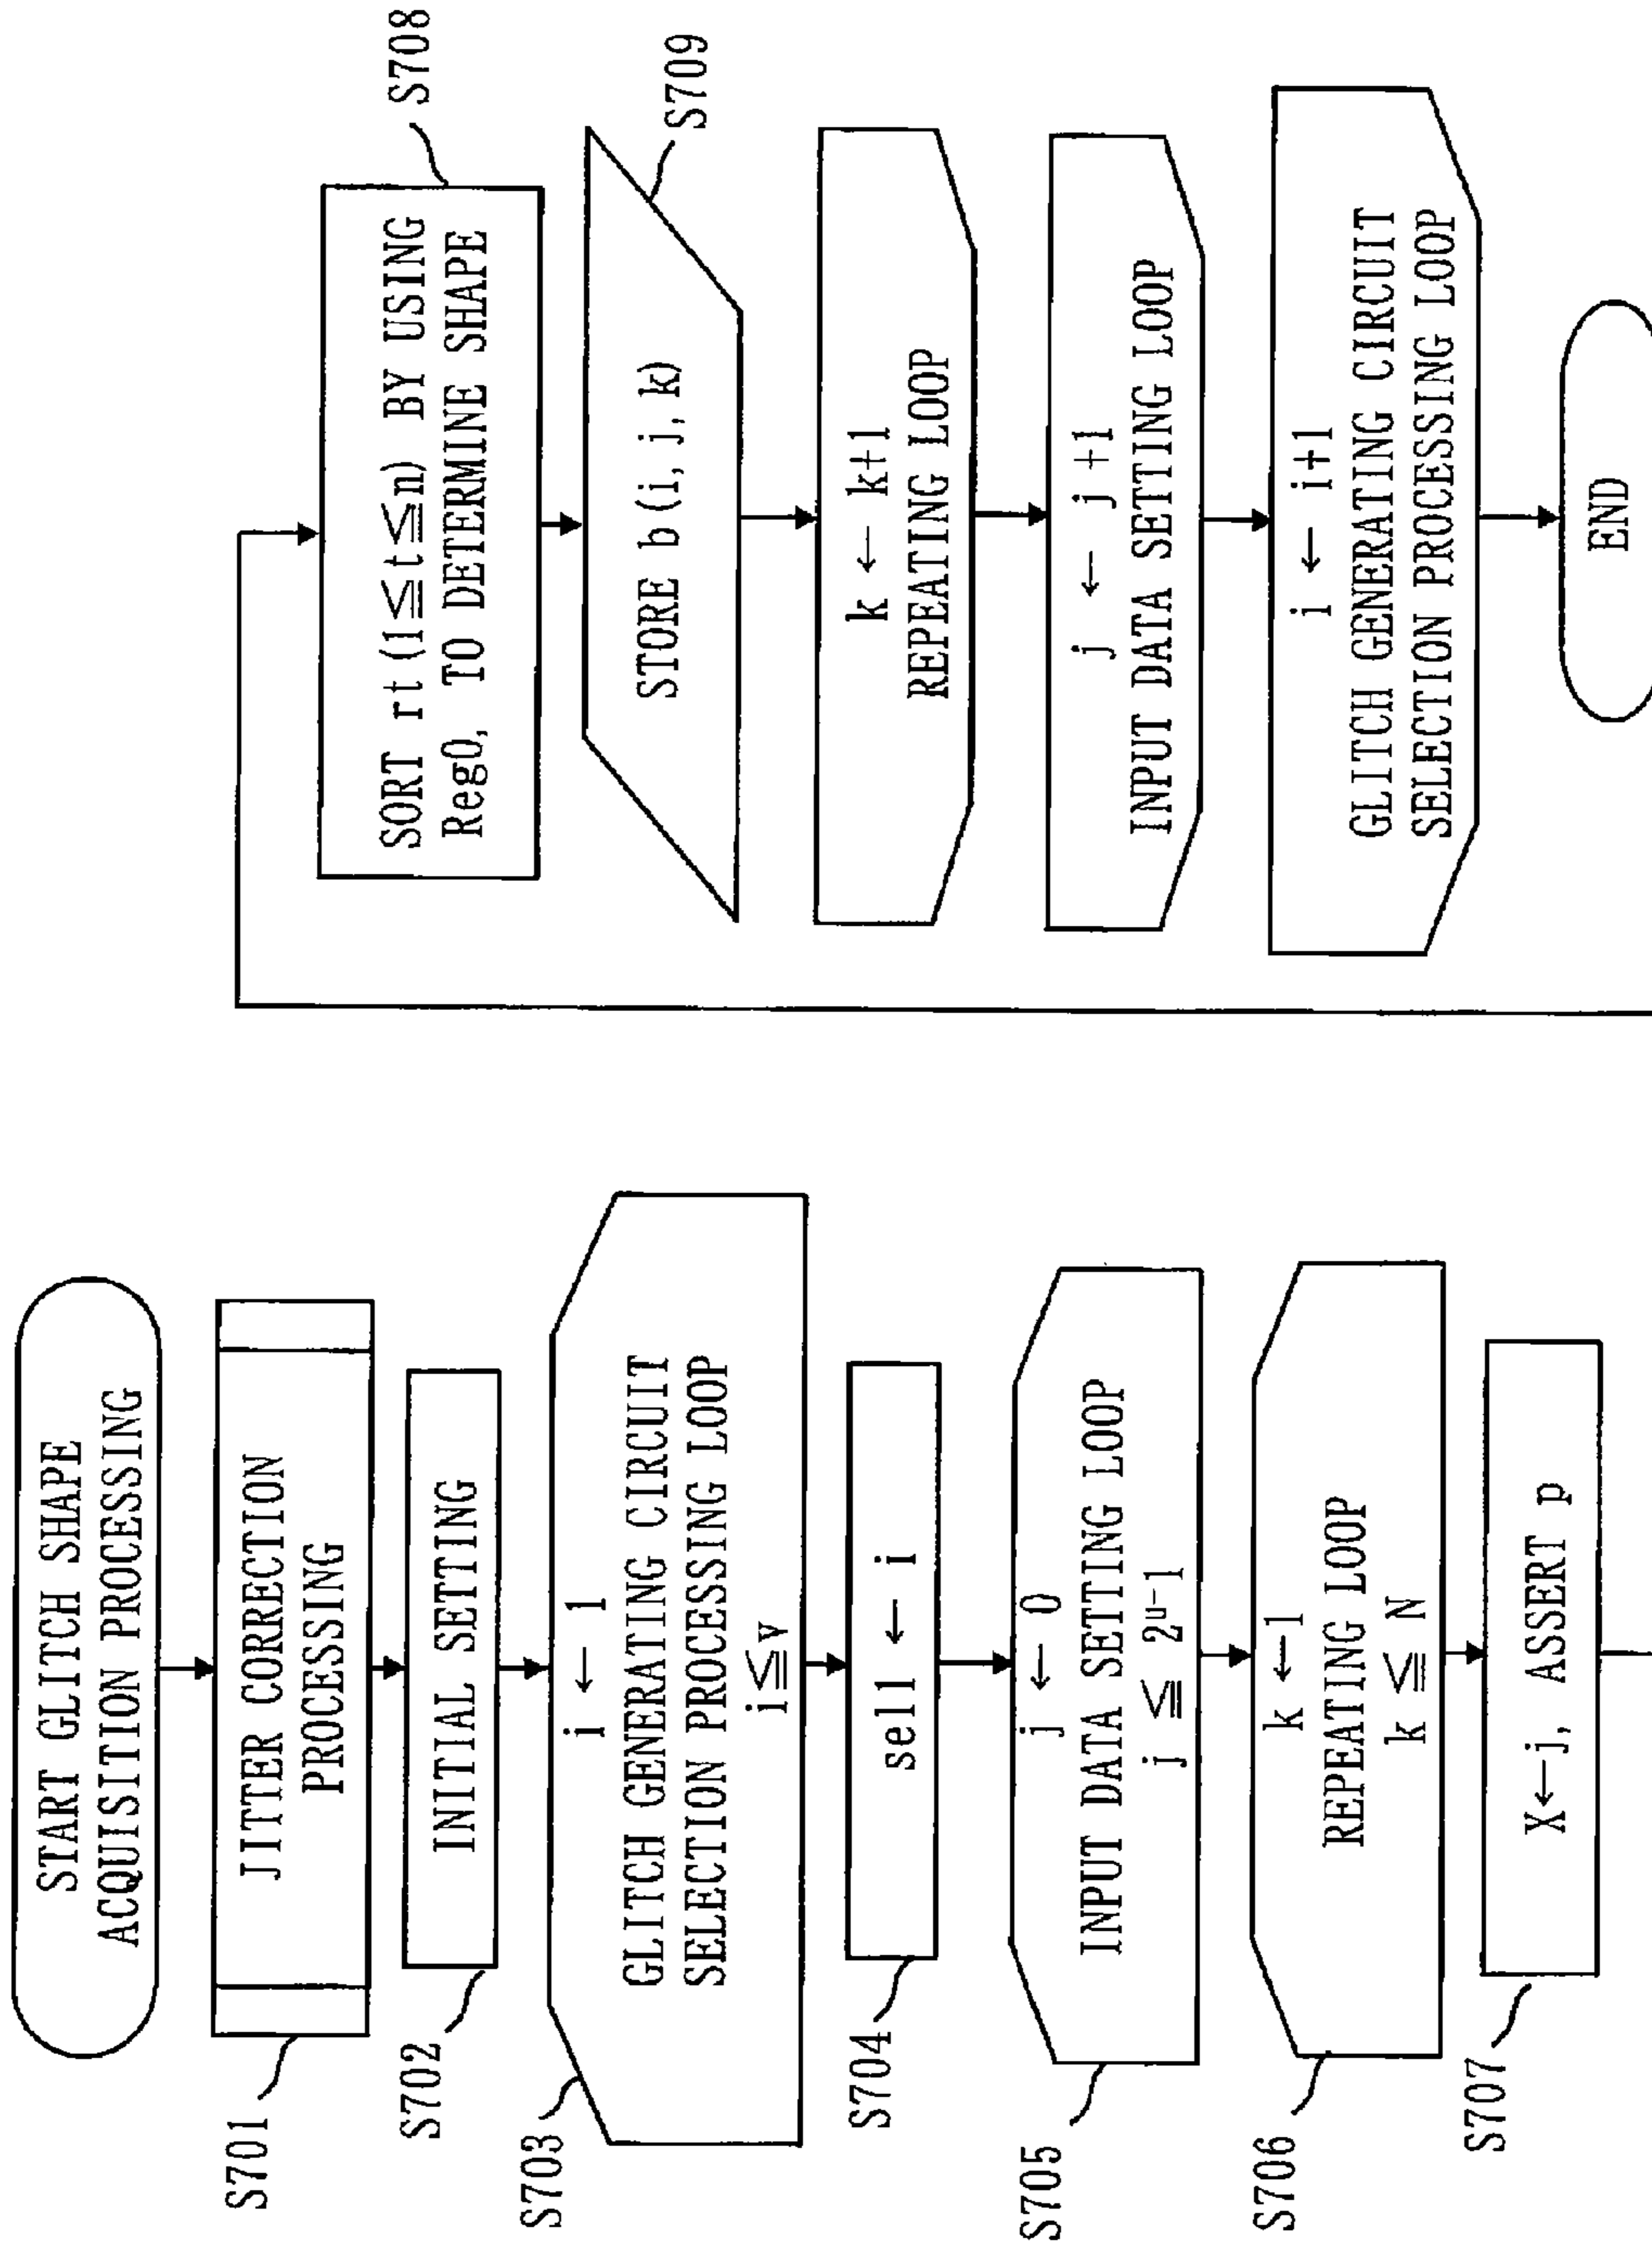 START GLITCH SHAPE
ACQUISITION PROCESSING
S701
JITTER CORRECTION
PROCESSING
S702
INITIAL SETTING
S703
i ← 1
GLITCH GENERATING CIRCUIT
SELECTION PROCESSING LOOP
i≦v
S704
sel1 ← i
S705
j ← 0
INPUT DATA SETTING LOOP
j ≦ 2ᵘ⁻¹
S706
k ←1
REPEATING LOOP
k ≦ N
S707
X←j, ASSERT p
S708
SORT rt(1≦t≦n) BY USING
Reg0, TO DETERMINE SHAPE
S709
STORE b(i, j, k)
k ← k+1
REPEATING LOOP
j ← j+1
INPUT DATA SETTING LOOP
i ← i+1
GLITCH GENERATING CIRCUIT
SELECTION PROCESSING LOOP
END